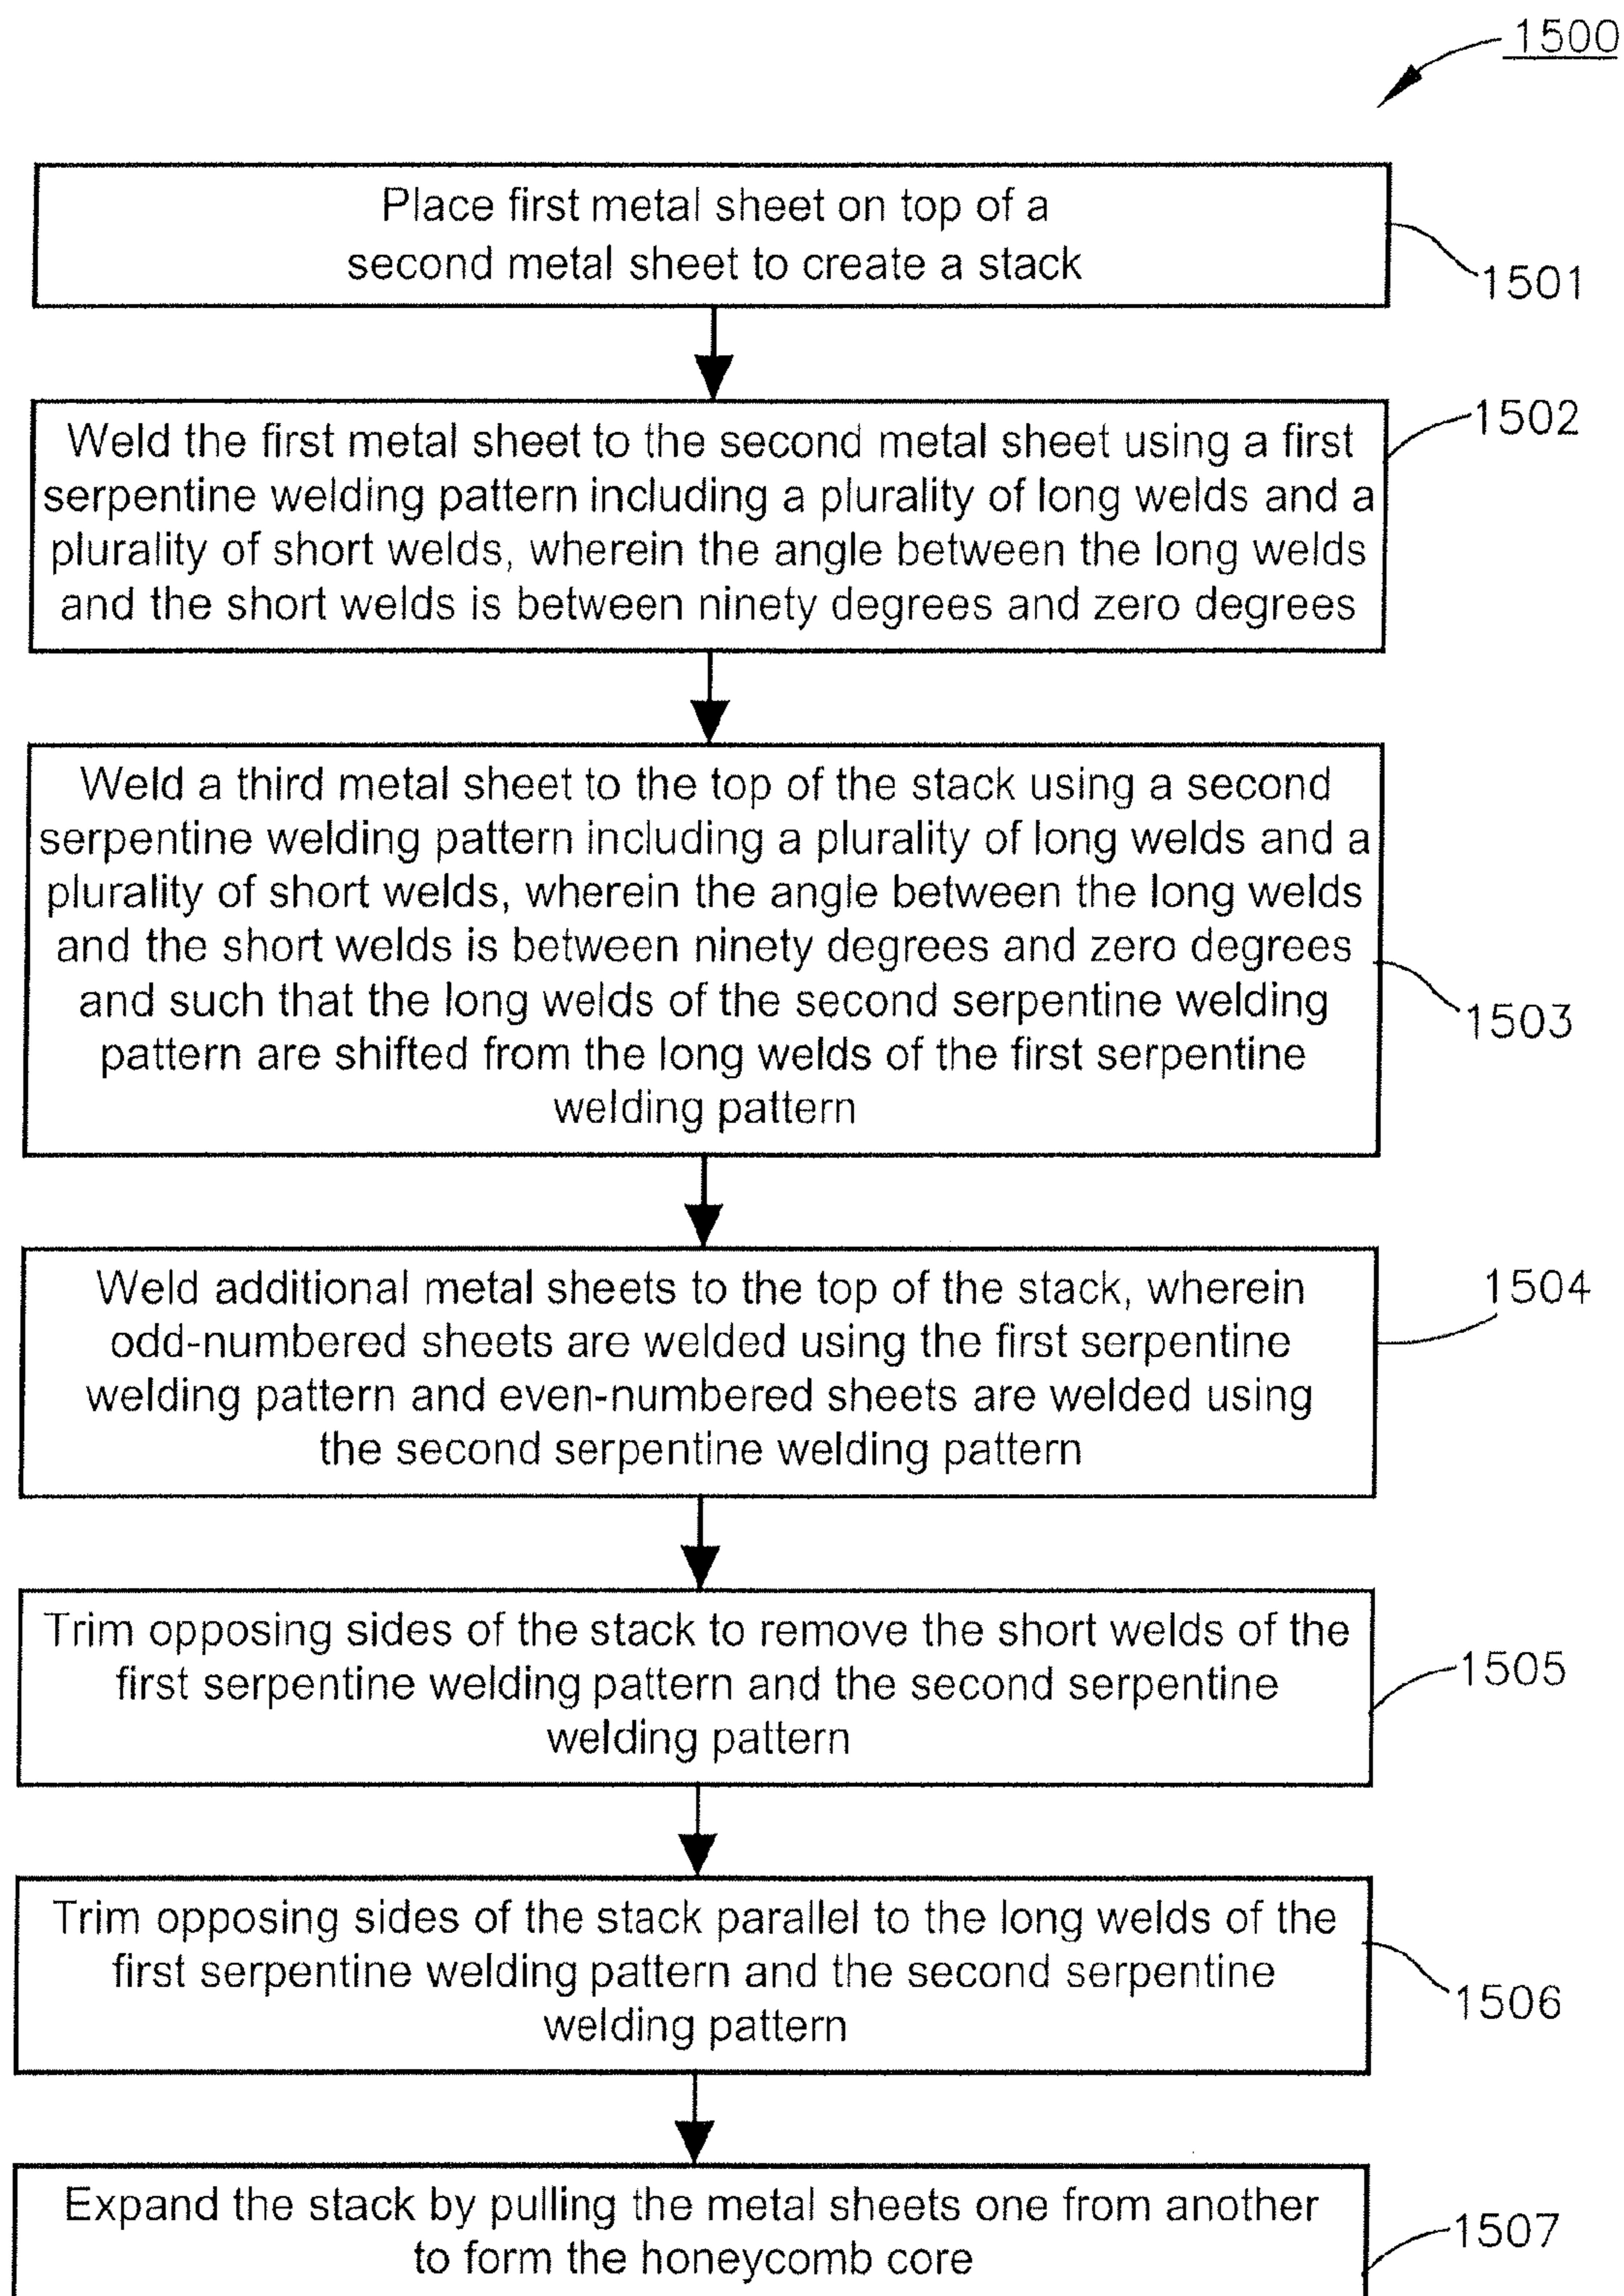 1500
Place first metal sheet on top of a
second metal sheet to create a stack
1501
Weld the first metal sheet to the second metal sheet using a first
serpentine welding pattern including a plurality of long welds and a
plurality of short welds, wherein the angle between the long welds
and the short welds is between ninety degrees and zero degrees
1502
Weld a third metal sheet to the top of the stack using a second
serpentine welding pattern including a plurality of long welds and a
plurality of short welds, wherein the angle between the long welds
and the short welds is between ninety degrees and zero degrees
and such that the long welds of the second serpentine welding
pattern are shifted from the long welds of the first serpentine
welding pattern
1503
Weld additional metal sheets to the top of the stack, wherein
odd-numbered sheets are welded using the first serpentine
welding pattern and even-numbered sheets are welded using
the second serpentine welding pattern
1504
Trim opposing sides of the stack to remove the short welds of the
first serpentine welding pattern and the second serpentine
welding pattern
1505
Trim opposing sides of the stack parallel to the long welds of the
first serpentine welding pattern and the second serpentine
welding pattern
1506
Expand the stack by pulling the metal sheets one from another
to form the honeycomb core
1507